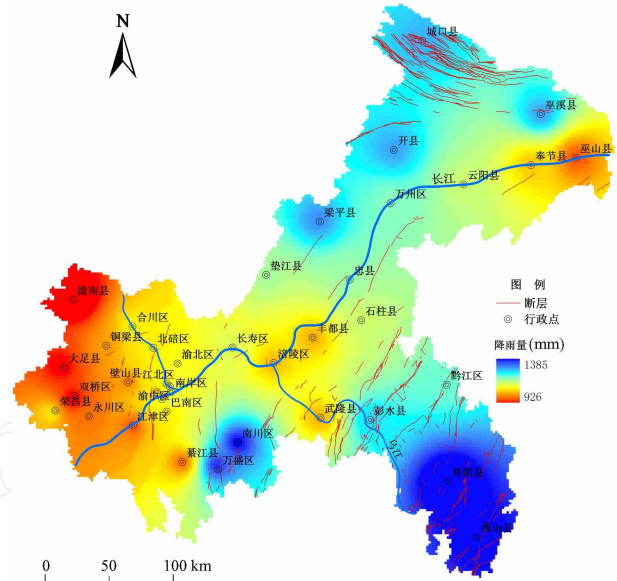 N
城口县
巫溪县
开县
巫山县
奉节县
云阳县
长江
万州区
梁平县
忠县
垫江县
图 例
断层
行政点
石柱县
潼南县
合川区
丰都县
铜梁县
北碚区
长寿区
降雨量(mm)
1385
926
渝北区
涪陵区
大足县
黔江区
璧山县
江北区
南岸区
双桥区
渝中区
荣昌县
永川区
巴南区
武隆县
彭水县
江津区
南川区
乌江
綦江县
万盛区
酉阳县
秀山县
0 50 100 km